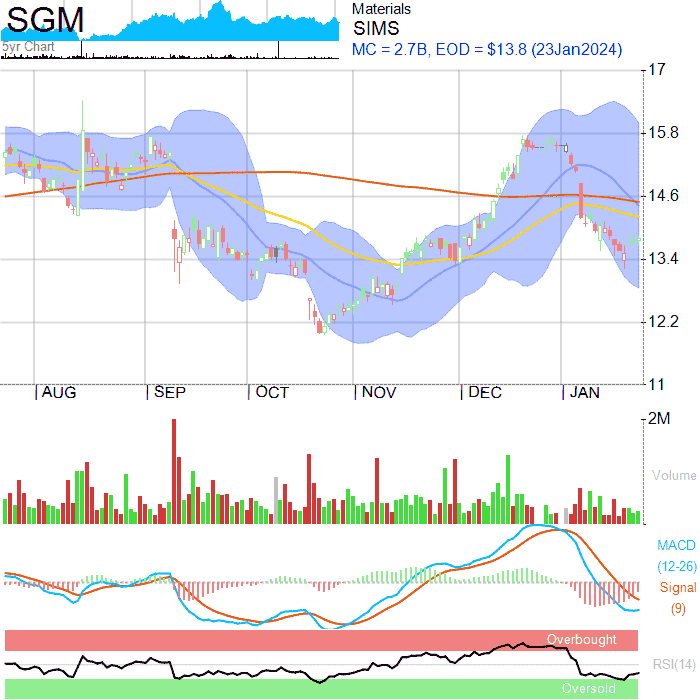 SGM
5yr Chart
Materials
SIMS
MC = 2.7B, EOD = $13.8 (23Jan2024)
17
15.8
14.6
13.4
12.2
11
AUG SEP OCT NOV DEC JAN
2M
Volume
MACD
(12-26)
Signal
(9)
Overbought
RSI(14)
Oversold